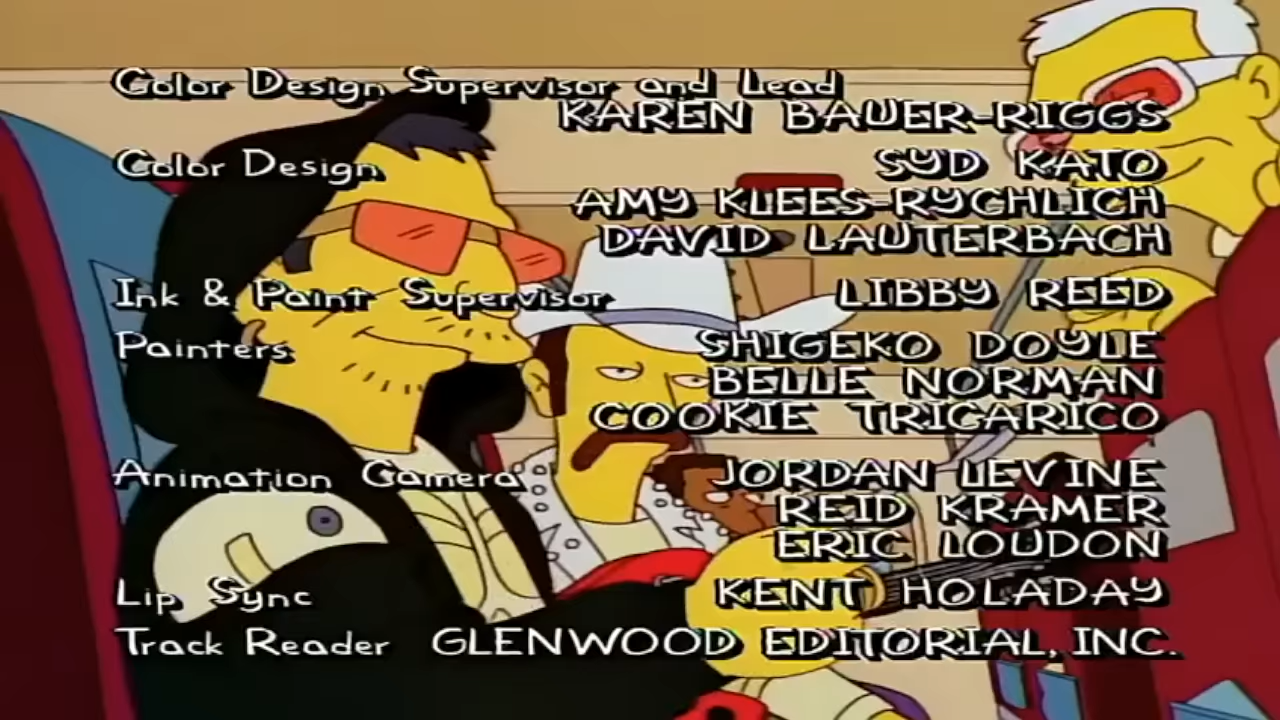 Color Design Supervisor and Lead
KAREN BAUER-RIGGS
Color Design SYD KATO
AMY KLEES-RYCHLICH
DAVID LAUTERBACH
Ink & Paint Supervisor LIBBY REED
Painters SHIGEKO DOYLE
BELLE NORMAN
COOKIE TRICARICO
Animation Camera JORDAN LEVINE
REID KRAMER
ERIC LOUDON
Lip Sync KENT HOLADAY
Track Reader GLENWOOD EDITORIAL, INC.